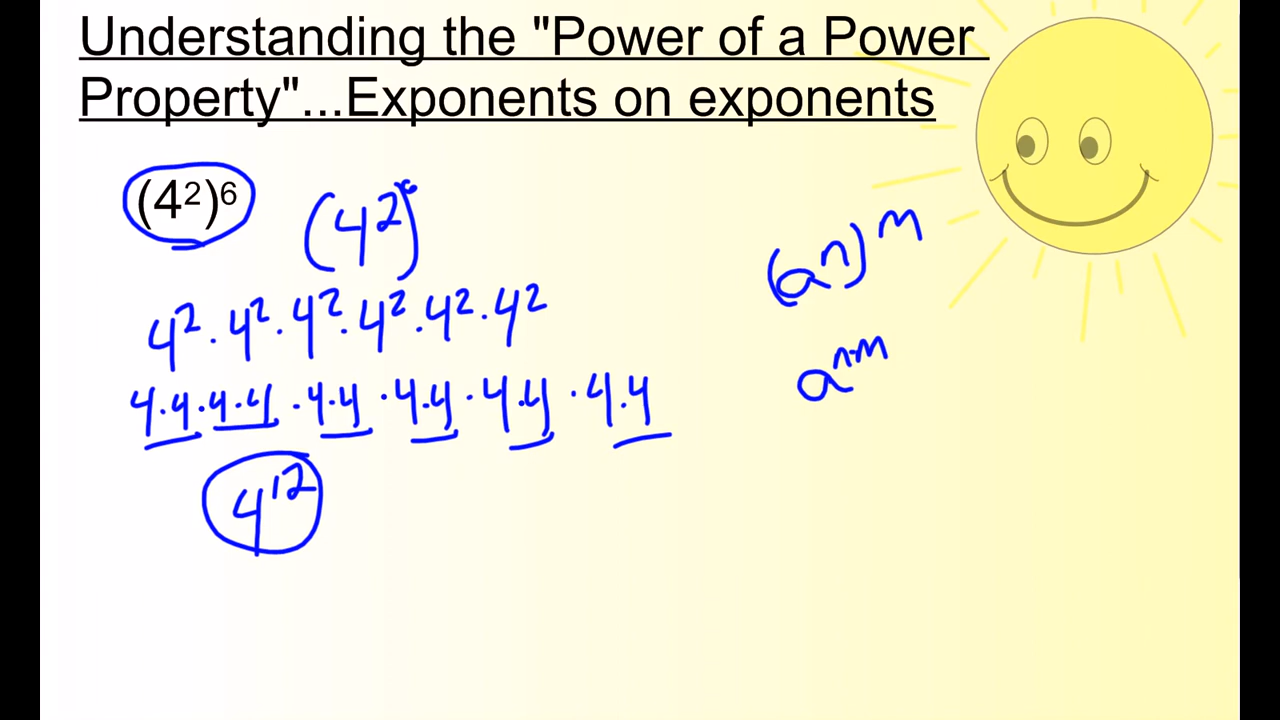 Understanding the "Power of a Power
Property"...Exponents on exponents
(4²)⁶ (4²)⁶
(aⁿ)ᵐ
4² · 4² · 4² · 4² · 4² · 4²
aⁿ·ᵐ
4·4·4·4 ·4·4 ·4·4 ·4·4 ·4·4
4¹²